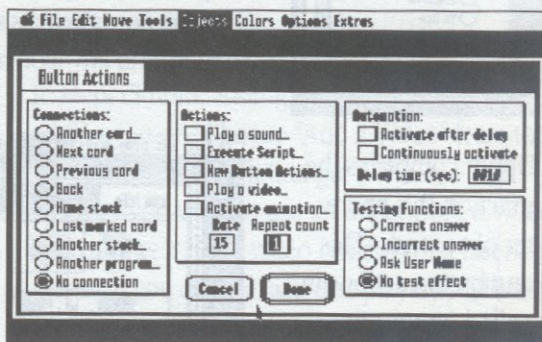 File Edit Move Tools Objects Colors Options Extras
Button Actions
Connections:
Another card...
Next card
Previous card
Back
Home stack
Last marked card
Another stack...
Another program...
No connection
Actions:
Play a sound...
Execute Script...
New Button Actions...
Play a video...
Activate animation...
Rate Repeat count
15 1
Cancel Done
Automation:
Activate after delay
Continuously activate
Delay time (sec):
Testing Functions:
Correct answer
Incorrect answer
Ask User Name
No test effect